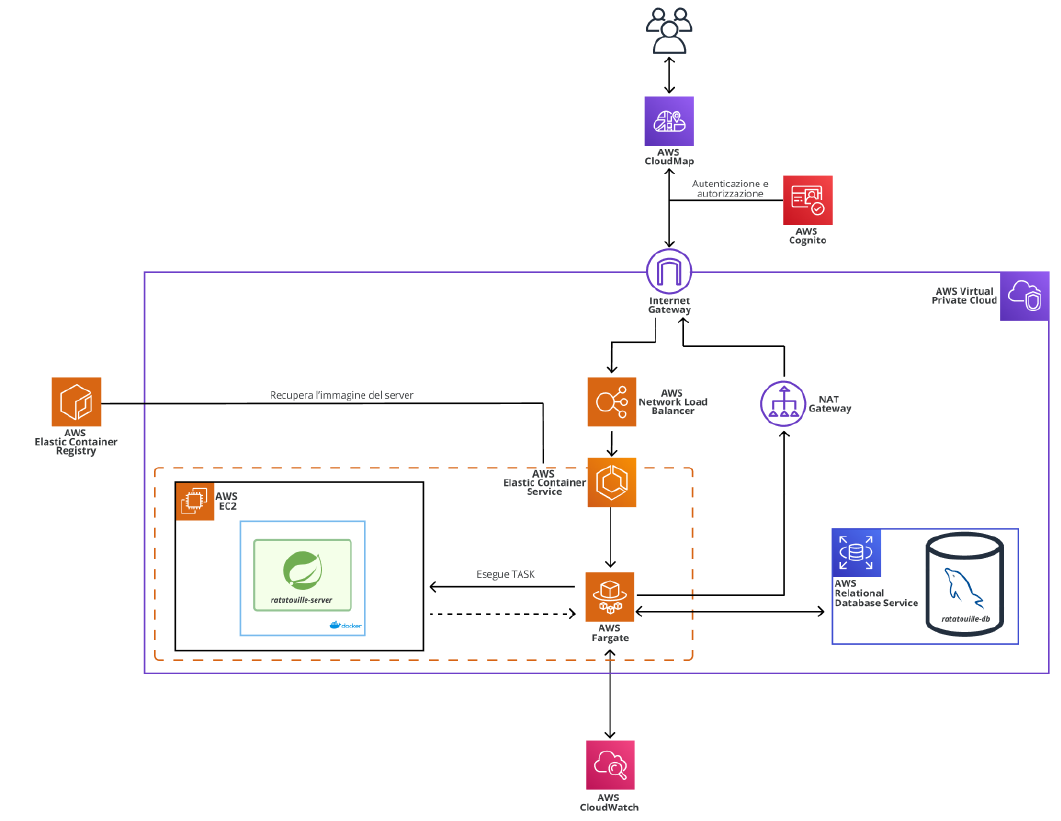 AWS
CloudMap
Autenticazione e
autorizzazione
AWS
Cognito
Internet
Gateway
AWS Virtual
Private Cloud
AWS
Network Load
Balancer
NAT
Gateway
Recupera l'immagine del server
AWS
Elastic Container
Registry
AWS
Elastic Container
Service
AWS
EC2
ratatouille-server
docker
Esegue TASK
AWS
Fargate
AWS
Relational
Database Service
ratatouille-db
AWS
CloudWatch